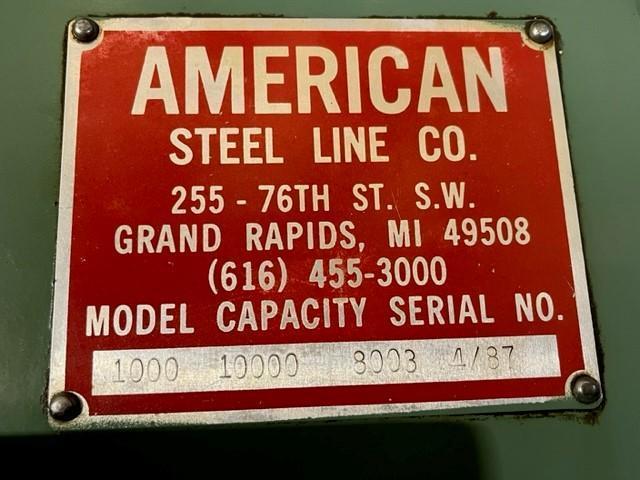 AMERICAN
STEEL LINE CO.
255 - 76TH ST. S.W.
GRAND RAPIDS, MI 49508
(616) 455-3000
MODEL CAPACITY SERIAL NO.
1000 10000 8003 4/87